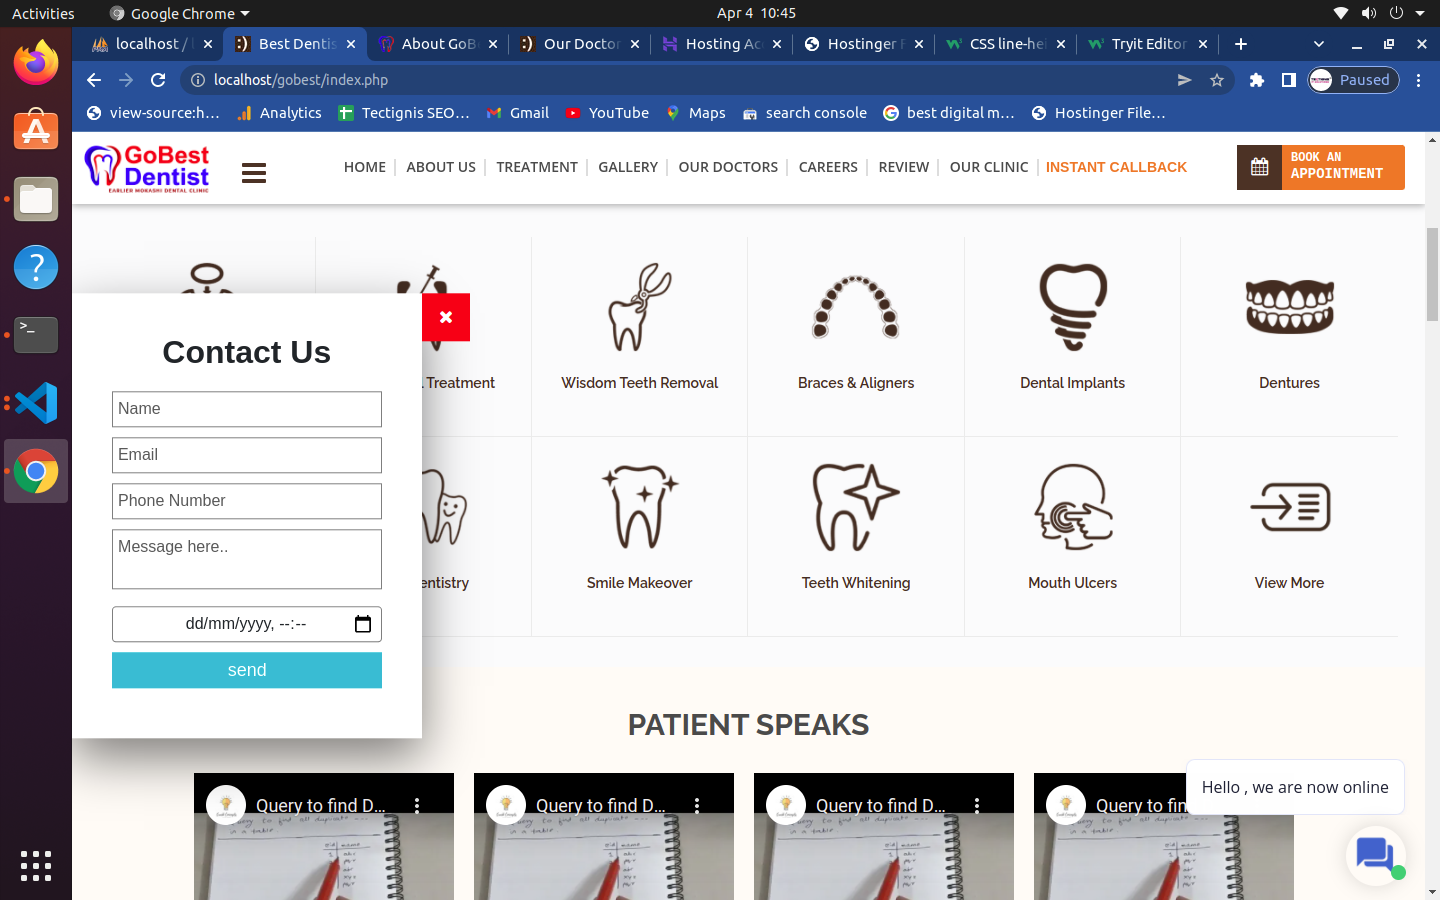 Activities
Google Chrome
Apr 4 10:45
localhost / l
Best Dentis
About GoBe
Our Doctor
Hosting Acc
Hostinger F
CSS line-hei
Tryit Editor
localhost/gobest/index.php
Paused
view-source:h...
Analytics
Tectignis SEO...
Gmail
YouTube
Maps
search console
best digital m...
Hostinger File...
GoBest
Dentist
EARLIER MOKASHI DENTAL CLINIC
HOME
ABOUT US
TREATMENT
GALLERY
OUR DOCTORS
CAREERS
REVIEW
OUR CLINIC
INSTANT CALLBACK
BOOK AN
APPOINTMENT
Contact Us
Name
Email
Phone Number
Message here..
dd/mm/yyyy, --:--
send
Treatment
Wisdom Teeth Removal
Braces & Aligners
Dental Implants
Dentures
entistry
Smile Makeover
Teeth Whitening
Mouth Ulcers
View More
PATIENT SPEAKS
Query to find D...
Query to find D...
Query to find D...
Query to fin
Hello , we are now online